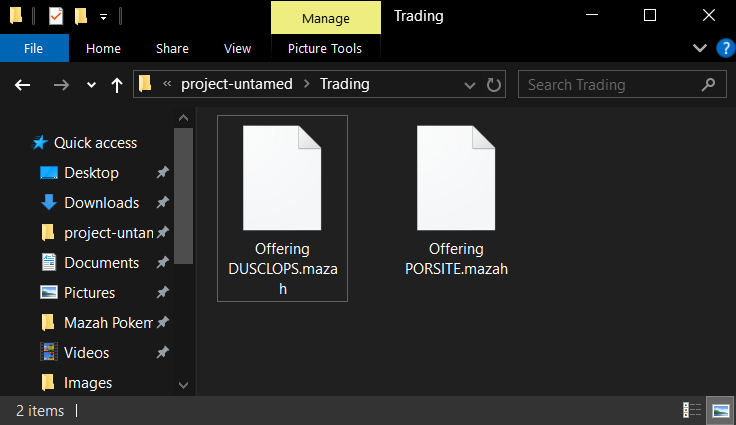 Manage
Trading
File
Home
Share
View
Picture Tools
« project-untamed > Trading
Search Trading
Quick access
Desktop
Downloads
project-untan
Documents
Pictures
Mazah Pokem
Videos
Images
Offering
DUSCLOPS.maza
h
Offering
PORSITE.mazah
2 items